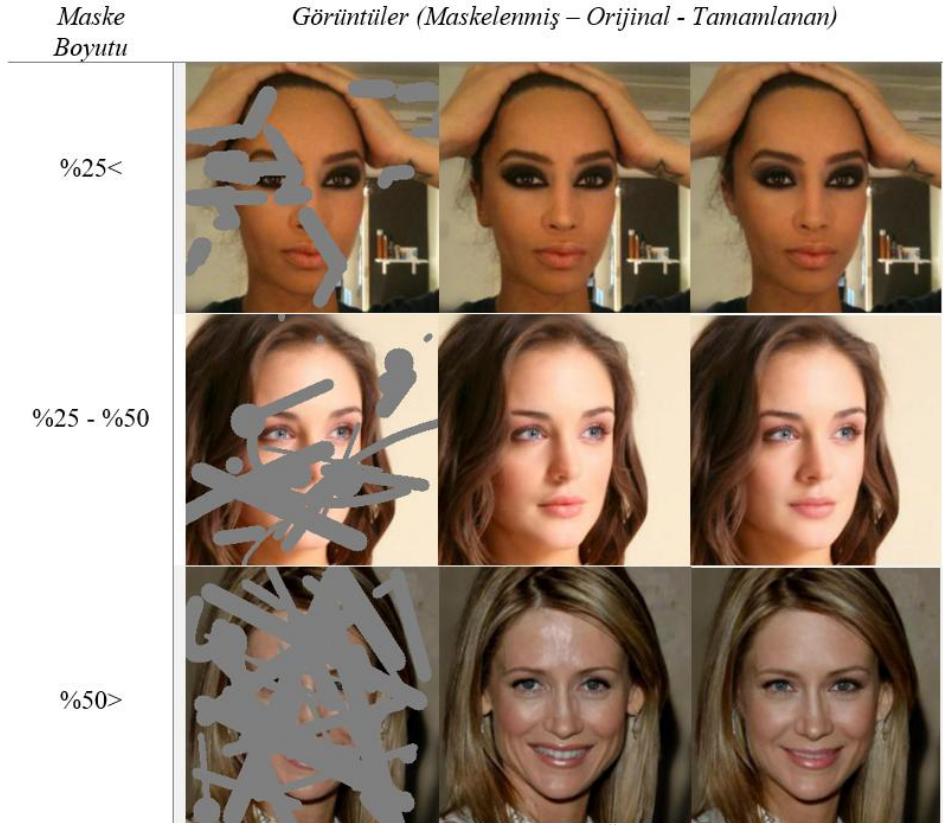 Maske
Boyutu
Görüntüler (Maskelenmiş – Orijinal - Tamamlanan)
%25<
%25 - %50
%50>